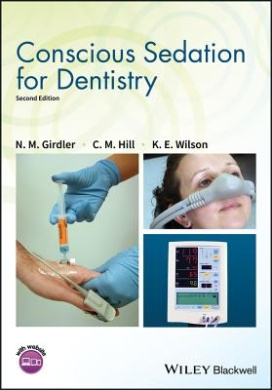 Conscious Sedation
for Dentistry
Second Edition
N. M. Girdler • C. M. Hill • K. E. Wilson
with website
WILEY Blackwell